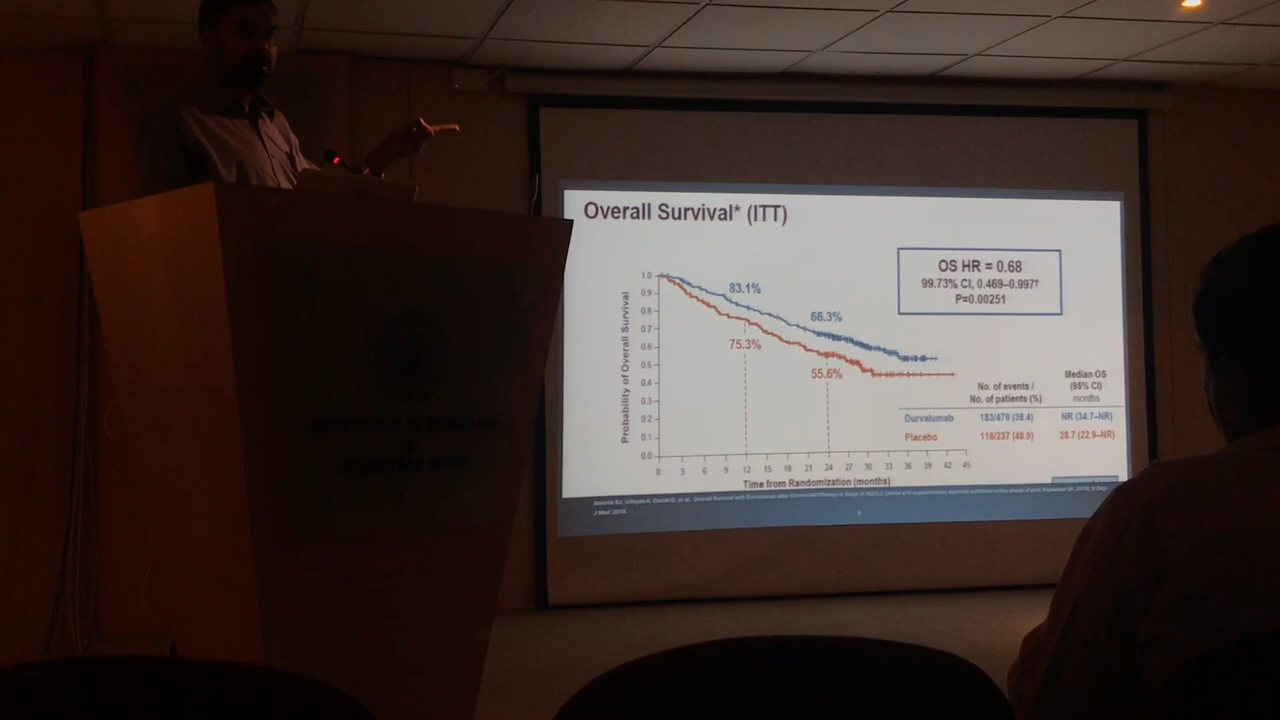 Overall Survival* (ITT)
OS HR = 0.68
99.73% CI, 0.469–0.997†
P=0.00251
Probability of Overall Survival
1.0
0.9
0.8
0.7
0.6
0.5
0.4
0.3
0.2
0.1
0.0
83.1%
66.3%
75.3%
55.6%
0 3 6 9 12 15 18 21 24 27 30 33 36 39 42 45
Time from Randomization (months)
No. of events / No. of patients (%)
Median OS (95% CI) months
Durvalumab 183/476 (38.4) NR (34.7–NR)
Placebo 116/237 (48.9) 28.7 (22.9–NR)
J Med. 2018.